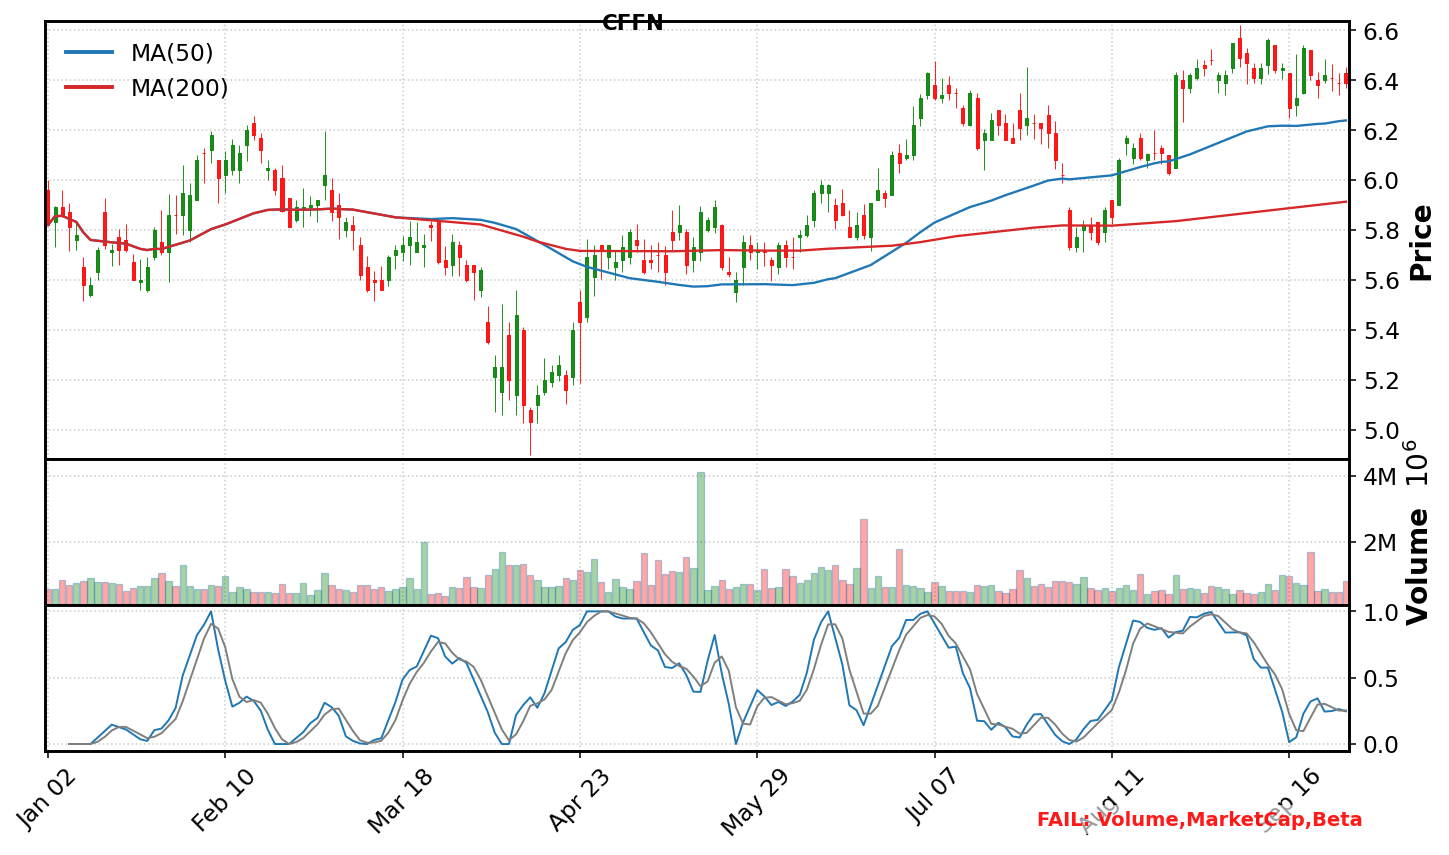 CFFN
MA(50)
MA(200)
6.6
6.4
6.2
6.0
5.8
5.6
5.4
5.2
5.0
Price
4M
2M
Volume 10^6
1.0
0.5
0.0
Jan 02
Feb 10
Mar 18
Apr 23
May 29
Jul 07
Aug 11
Sep 16
FAIL: Volume,MarketCap,Beta